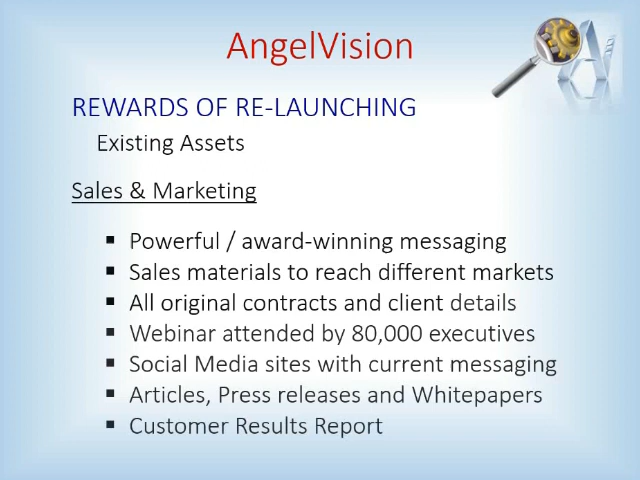 AngelVision
REWARDS OF RE-LAUNCHING
Existing Assets
Sales & Marketing
▪ Powerful / award-winning messaging
▪ Sales materials to reach different markets
▪ All original contracts and client details
▪ Webinar attended by 80,000 executives
▪ Social Media sites with current messaging
▪ Articles, Press releases and Whitepapers
▪ Customer Results Report